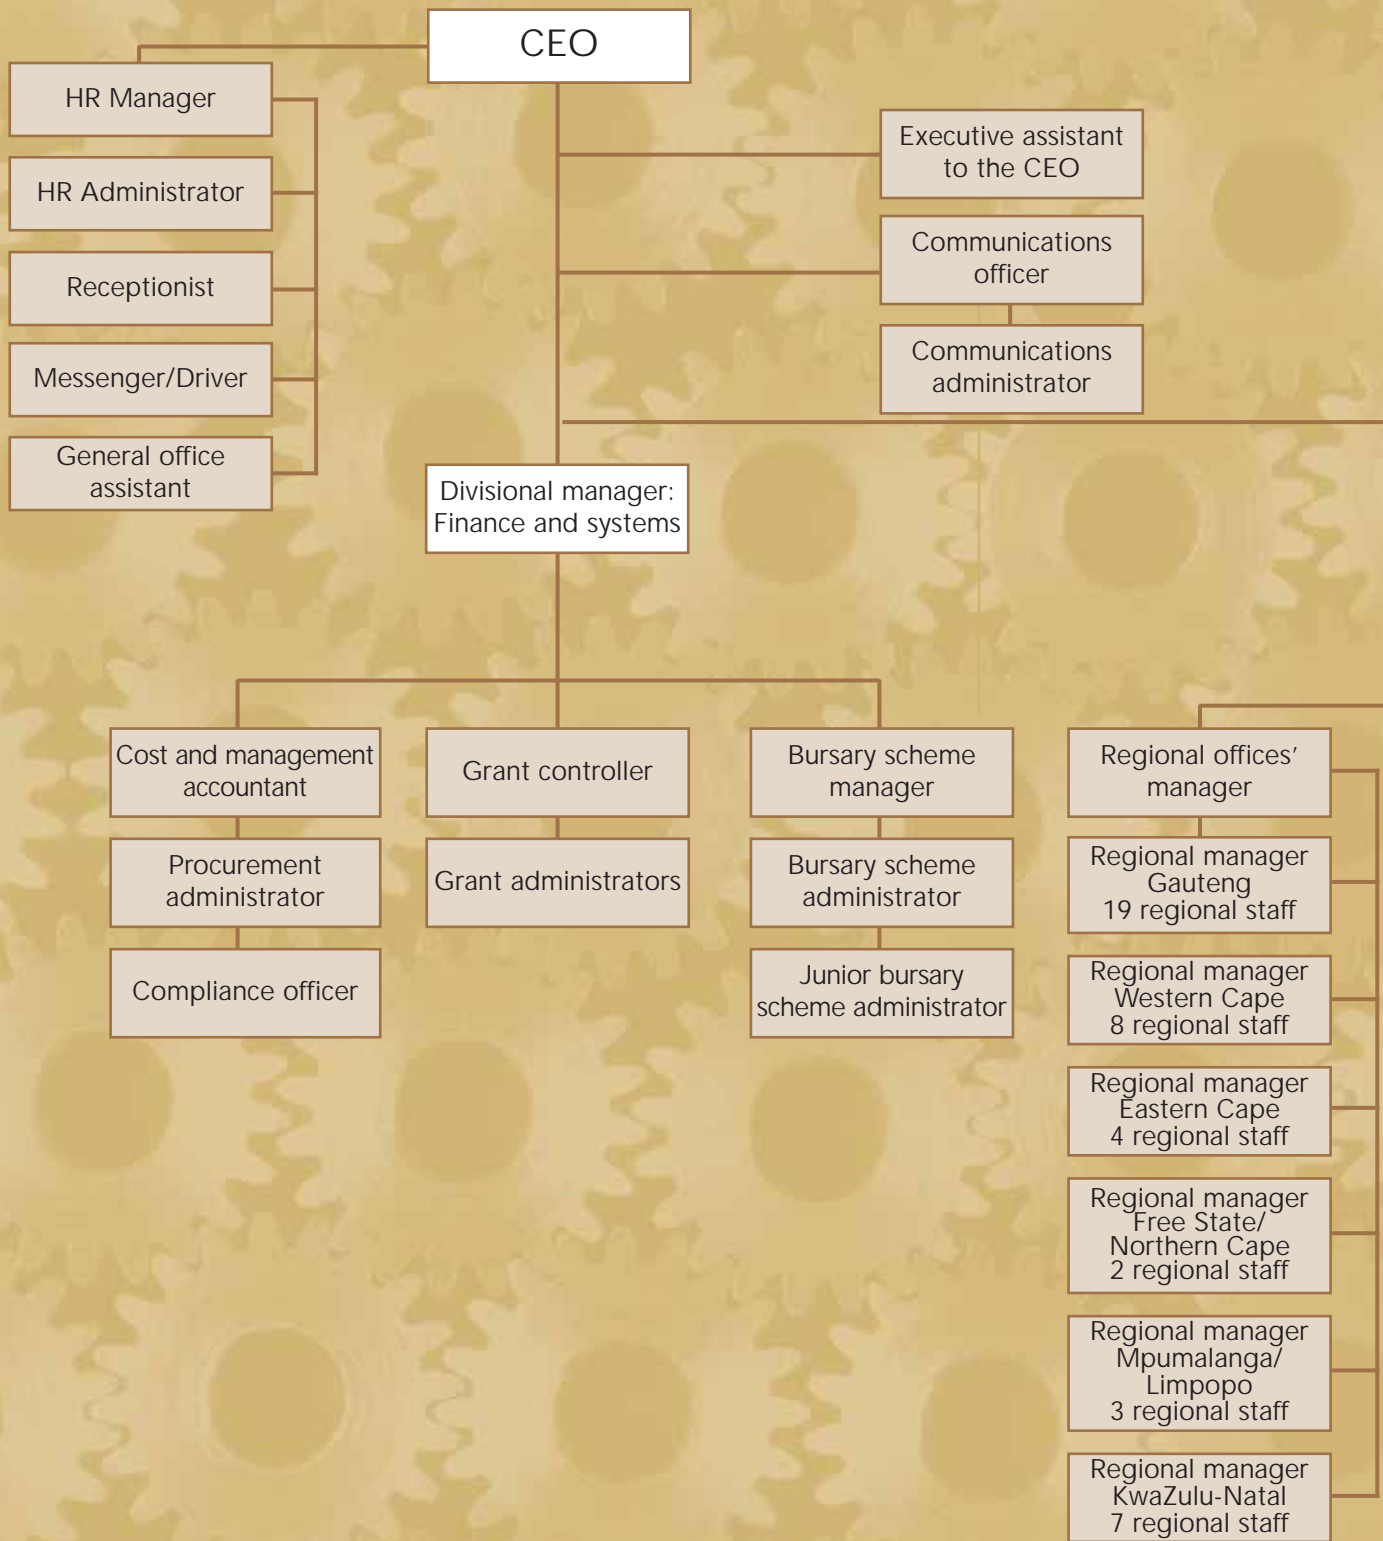 CEO
HR Manager
HR Administrator
Receptionist
Messenger/Driver
General office
assistant
Executive assistant
to the CEO
Communications
officer
Communications
administrator
Divisional manager:
Finance and systems
Cost and management
accountant
Procurement
administrator
Compliance officer
Grant controller
Grant administrators
Bursary scheme
manager
Bursary scheme
administrator
Junior bursary
scheme administrator
Regional offices’
manager
Regional manager
Gauteng
19 regional staff
Regional manager
Western Cape
8 regional staff
Regional manager
Eastern Cape
4 regional staff
Regional manager
Free State/
Northern Cape
2 regional staff
Regional manager
Mpumalanga/
Limpopo
3 regional staff
Regional manager
KwaZulu-Natal
7 regional staff